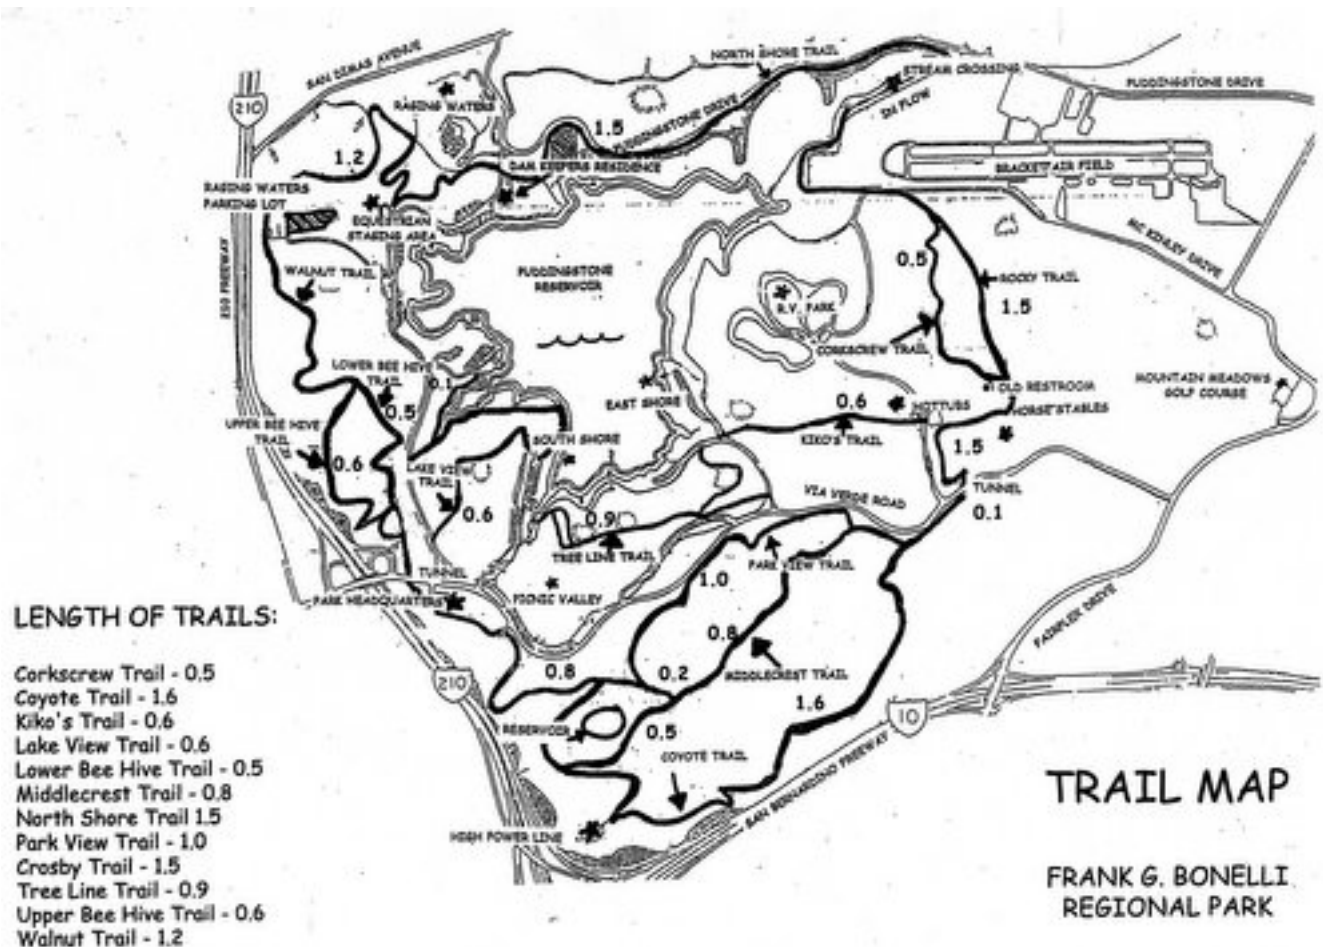 SAN DIMAS AVENUE
NORTH SHORE TRAIL
STREAM CROSSING
PUDDINGSTONE DRIVE
210
RAGING WATERS
PUDDINGSTONE DRIVE
IN FLOW
1.5
1.2
DAM KEEPERS RESIDENCE
BRACKET AIR FIELD
RAGING WATERS
PARKING LOT
EQUESTRIAN
STAGING AREA
MC KINLEY DRIVE
210 FREEWAY
WALNUT TRAIL
PUDDINGSTONE
RESERVOIR
0.5
ROCKY TRAIL
1.5
R.V. PARK
CORKSCREW TRAIL
LOWER BEE HIVE
TRAIL
0.1
0.5
EAST SHORE
0.6
HOT TUBS
OLD RESTROOM
HORSE STABLES
MOUNTAIN MEADOWS
GOLF COURSE
UPPER BEE HIVE
TRAIL
0.6
SOUTH SHORE
KIKO'S TRAIL
1.5
LAKE VIEW
TRAIL
0.6
VIA VERDE ROAD
TUNNEL
0.1
0.9
TREE LINE TRAIL
TUNNEL
1.0
PARK VIEW TRAIL
PARK HEADQUARTERS
PICNIC VALLEY
FAIRPLEX DRIVE
0.8
0.8
0.2
MIDDLECREST TRAIL
1.6
210
10
RESERVOIR
0.5
COYOTE TRAIL
SAN BERNARDINO FREEWAY
HIGH POWER LINE
LENGTH OF TRAILS:
Corkscrew Trail - 0.5
Coyote Trail - 1.6
Kiko's Trail - 0.6
Lake View Trail - 0.6
Lower Bee Hive Trail - 0.5
Middlecrest Trail - 0.8
North Shore Trail 1.5
Park View Trail - 1.0
Crosby Trail - 1.5
Tree Line Trail - 0.9
Upper Bee Hive Trail - 0.6
Walnut Trail - 1.2
TRAIL MAP
FRANK G. BONELLI
REGIONAL PARK